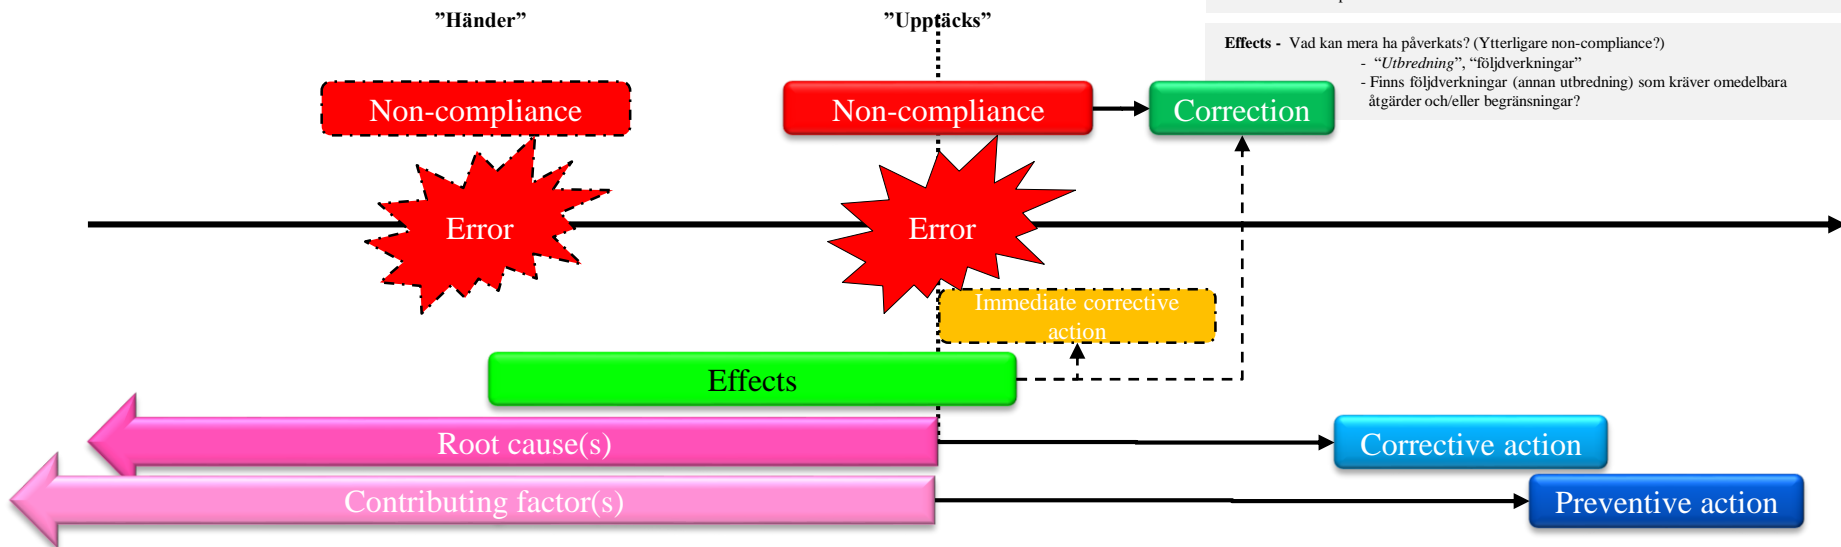 ”Händer”
”Upptäcks”
Effects - Vad kan mera ha påverkats? (Ytterligare non-compliance?)
- “Utbredning”, “följdverkningar”
- Finns följdverkningar (annan utbredning) som kräver omedelbara
åtgärder och/eller begränsningar?
Non-compliance
Non-compliance
Correction
Error
Error
Immediate corrective
action
Effects
Root cause(s)
Corrective action
Contributing factor(s)
Preventive action